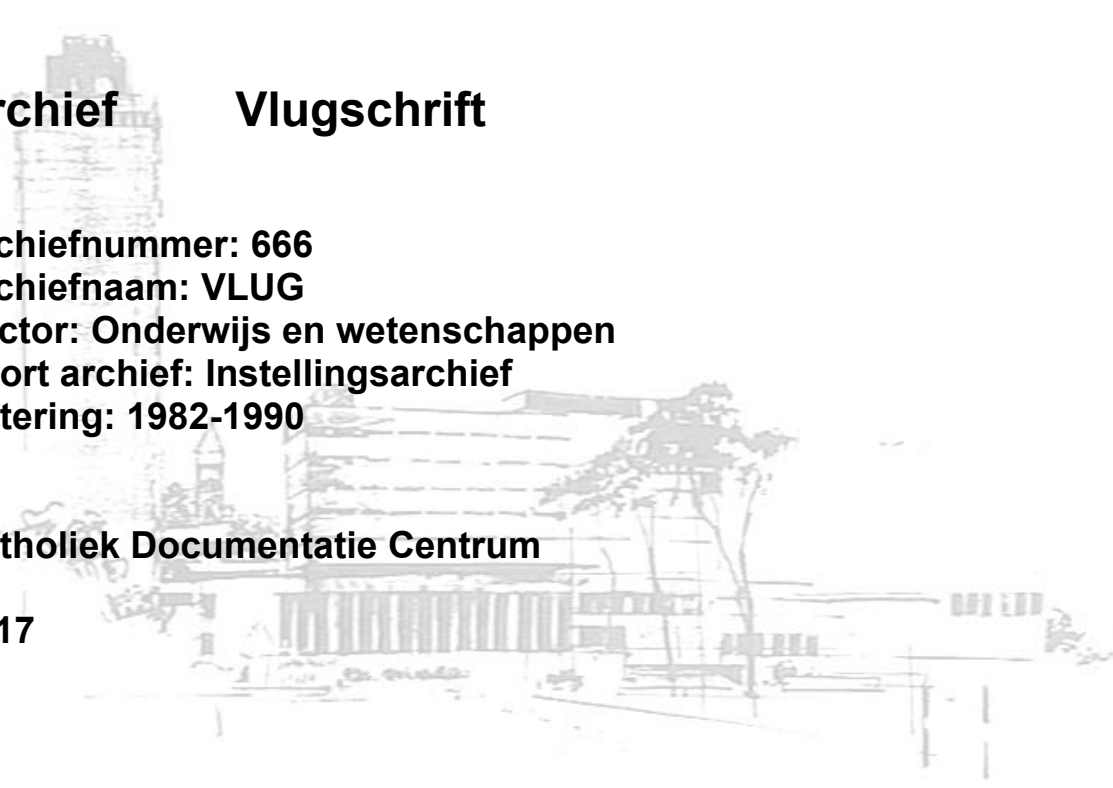 rchief Vlugschrift
chiefnummer: 666
chiefnaam: VLUG
ctor: Onderwijs en wetenschappen
ort archief: Instellingsarchief
tering: 1982-1990
tholiek Documentatie Centrum
17